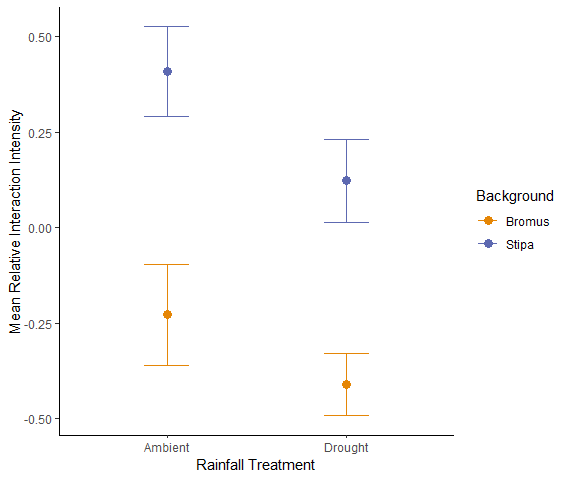 Mean Relative Interaction Intensity
0.50
0.25
0.00
-0.25
-0.50
Ambient
Drought
Rainfall Treatment
Background
Bromus
Stipa